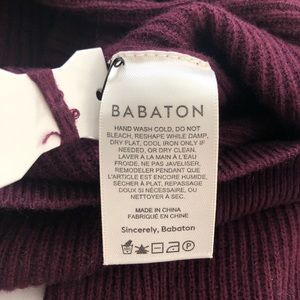 BABATON
HAND WASH COLD, DO NOT
BLEACH, RESHAPE WHILE DAMP,
DRY FLAT, COOL IRON ONLY IF
NEEDED, OR DRY CLEAN.
LAVER À LA MAIN À L'EAU
FROIDE, NE PAS JAVELISER,
REMODELER PENDANT QUE
L'ARTICLE EST ENCORE HUMIDE,
SÉCHER À PLAT, REPASSAGE
DOUX SI NÉCESSAIRE, OU
NETTOYER À SEC.
MADE IN CHINA
FABRIQUÉ EN CHINE
Sincerely, Babaton